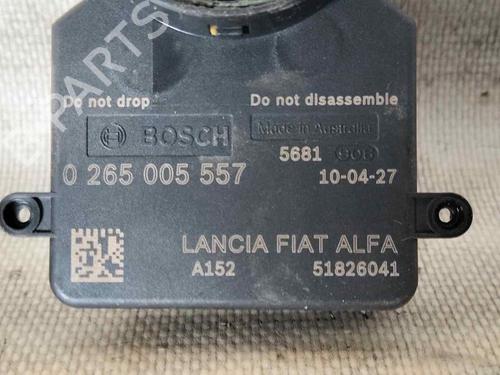 PARTS
Do not drop
Do not disassemble
BOSCH
Made in Australia
5681
0 265 005 557
10-04-27
LANCIA FIAT ALFA
A152
51826041